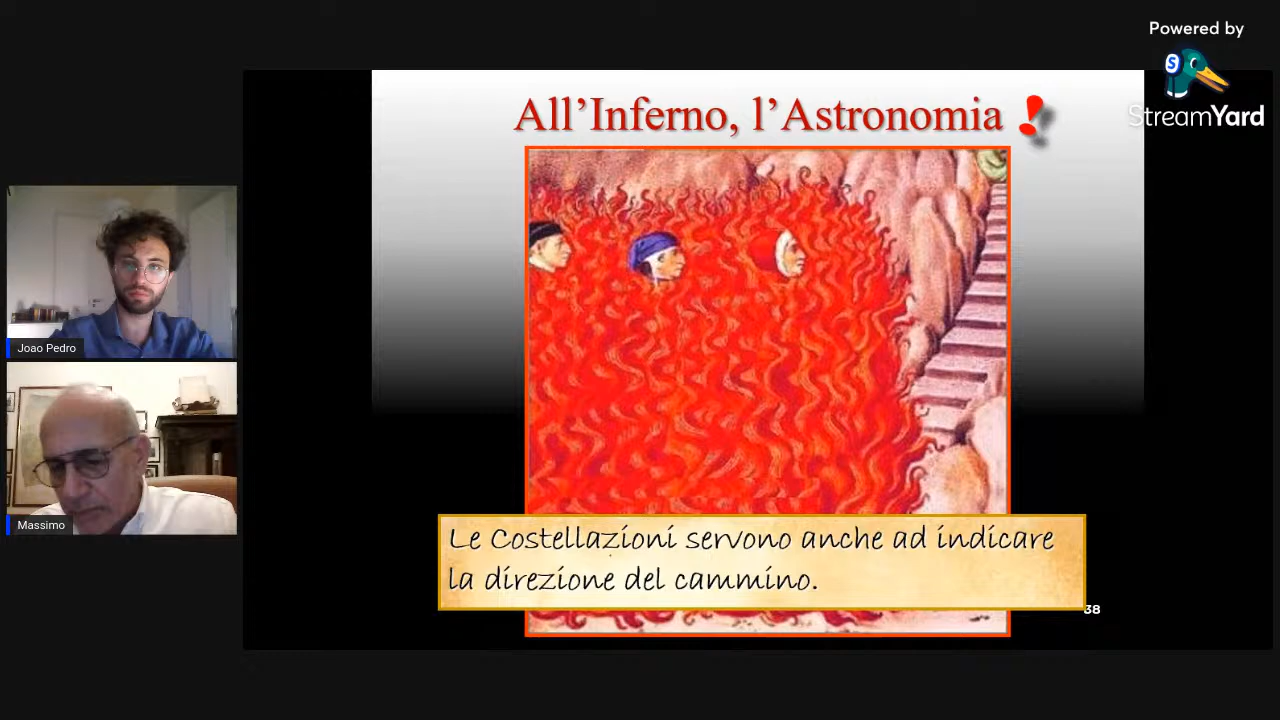 Powered by
S
StreamYard
All'Inferno, l'Astronomia !
Joao Pedro
Massimo
Le Costellazioni servono anche ad indicare
la direzione del cammino.
38